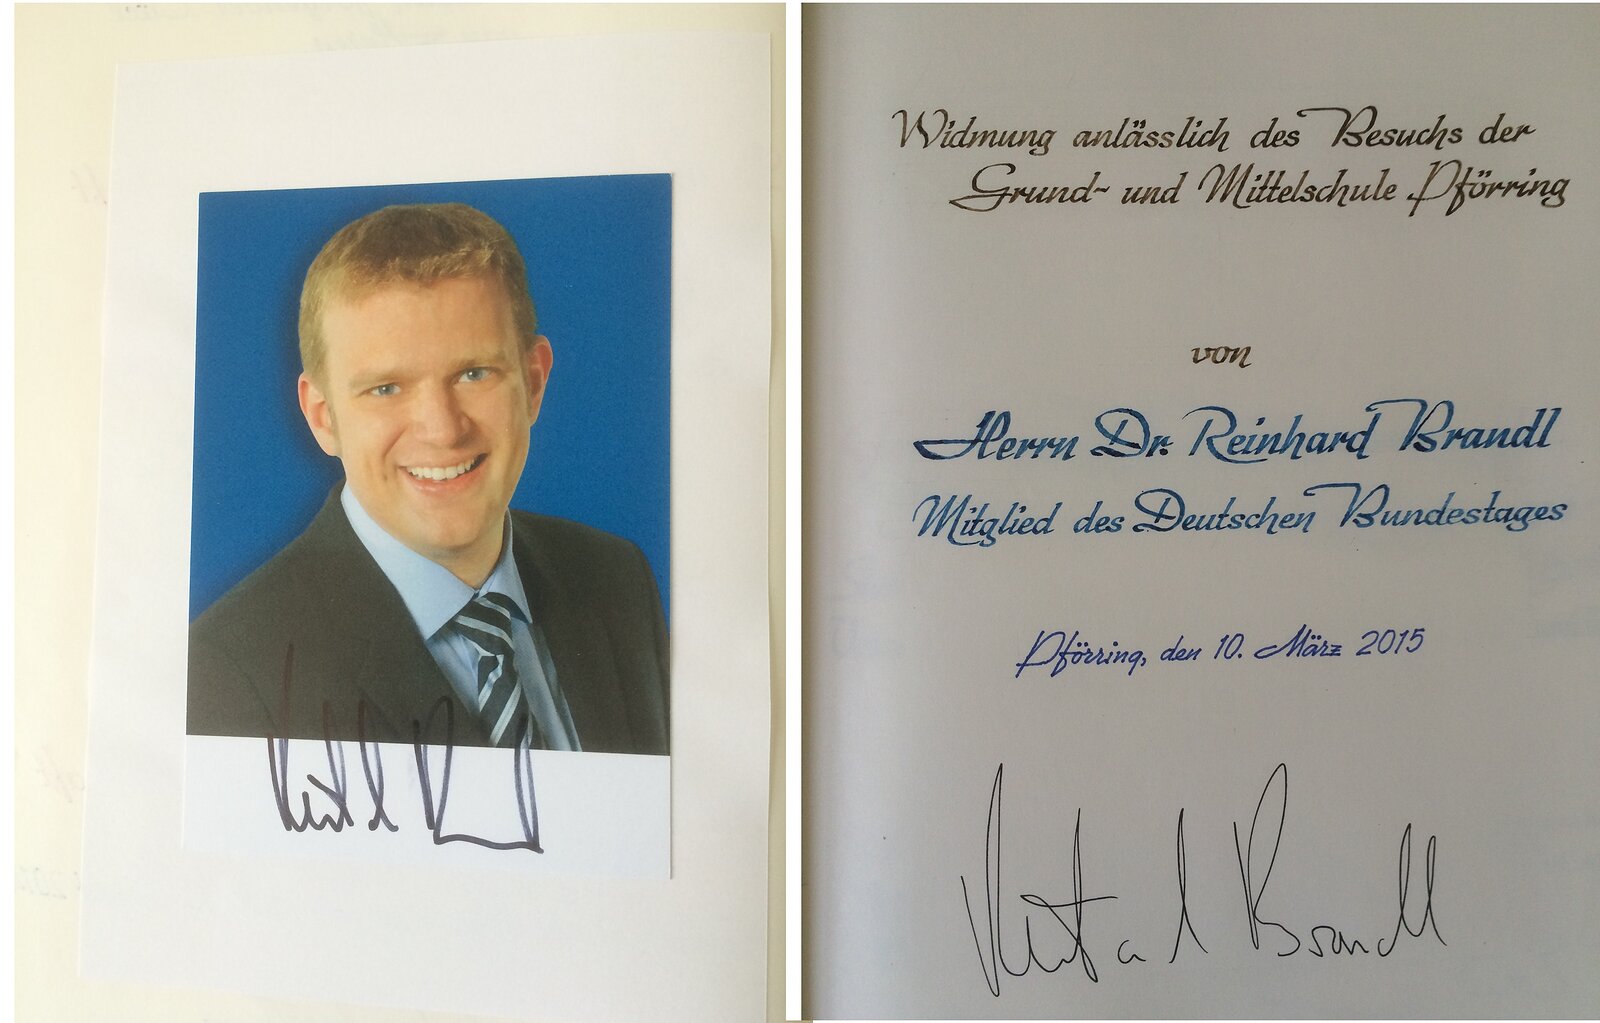 Widmung anlässlich des Besuchs der
Grund- und Mittelschule Pförring
von
Herrn Dr. Reinhard Brandl
Mitglied des Deutschen Bundestages
Pförring, den 10. März 2015